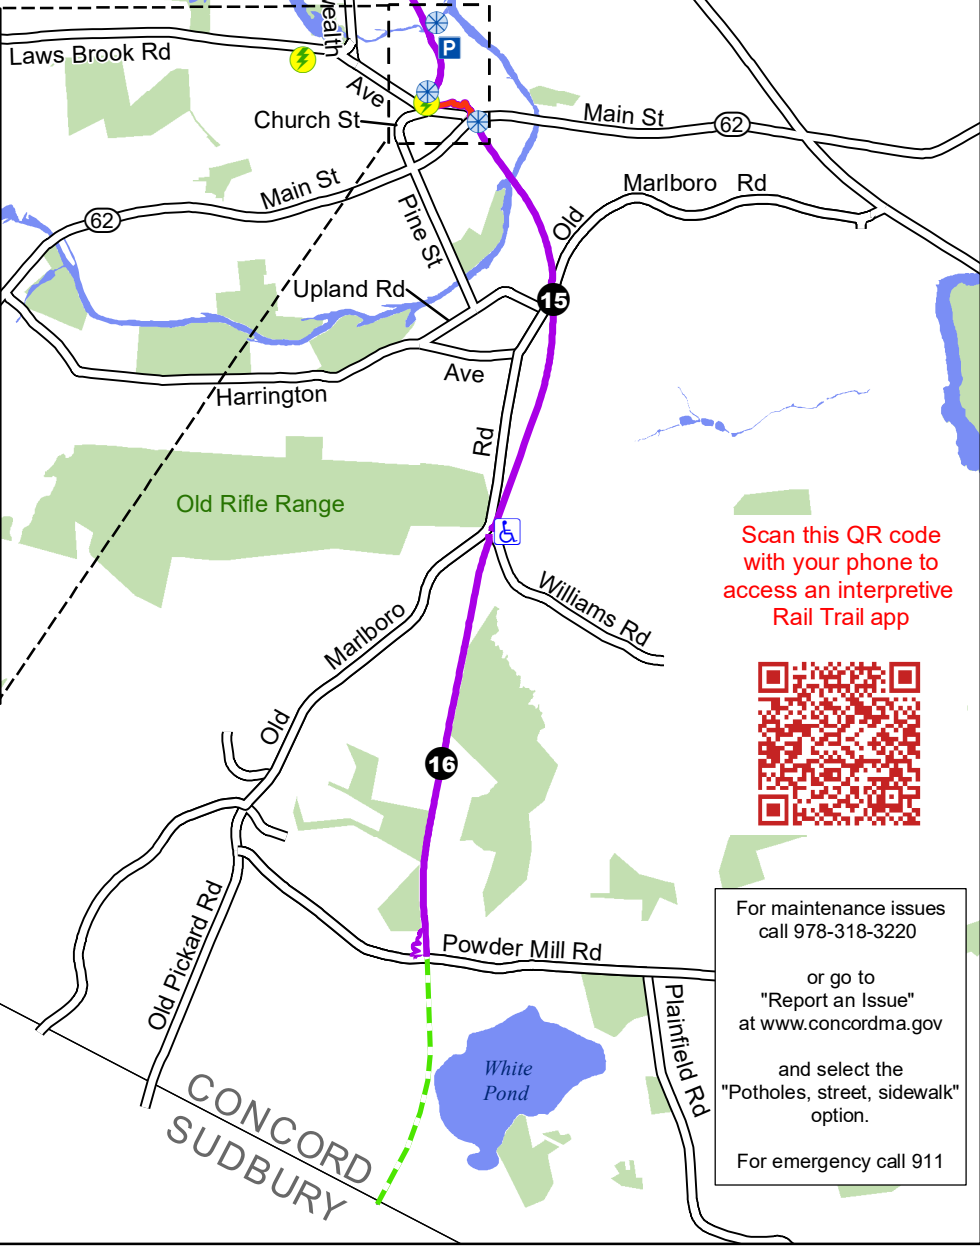 wealth
Laws Brook Rd
P
Ave
Church St
Main St
62
Main St
62
Marlboro Rd
Old
Pine St
Upland Rd
15
Ave
Harrington
Rd
Old Rifle Range
Scan this QR code
with your phone to
access an interpretive
Rail Trail app
Williams Rd
Marlboro
Old
16
Old Pickard Rd
Powder Mill Rd
Plainfield Rd
White
Pond
CONCORD
SUDBURY
For maintenance issues
call 978-318-3220
or go to
"Report an Issue"
at www.concordma.gov
and select the
"Potholes, street, sidewalk"
option.
For emergency call 911